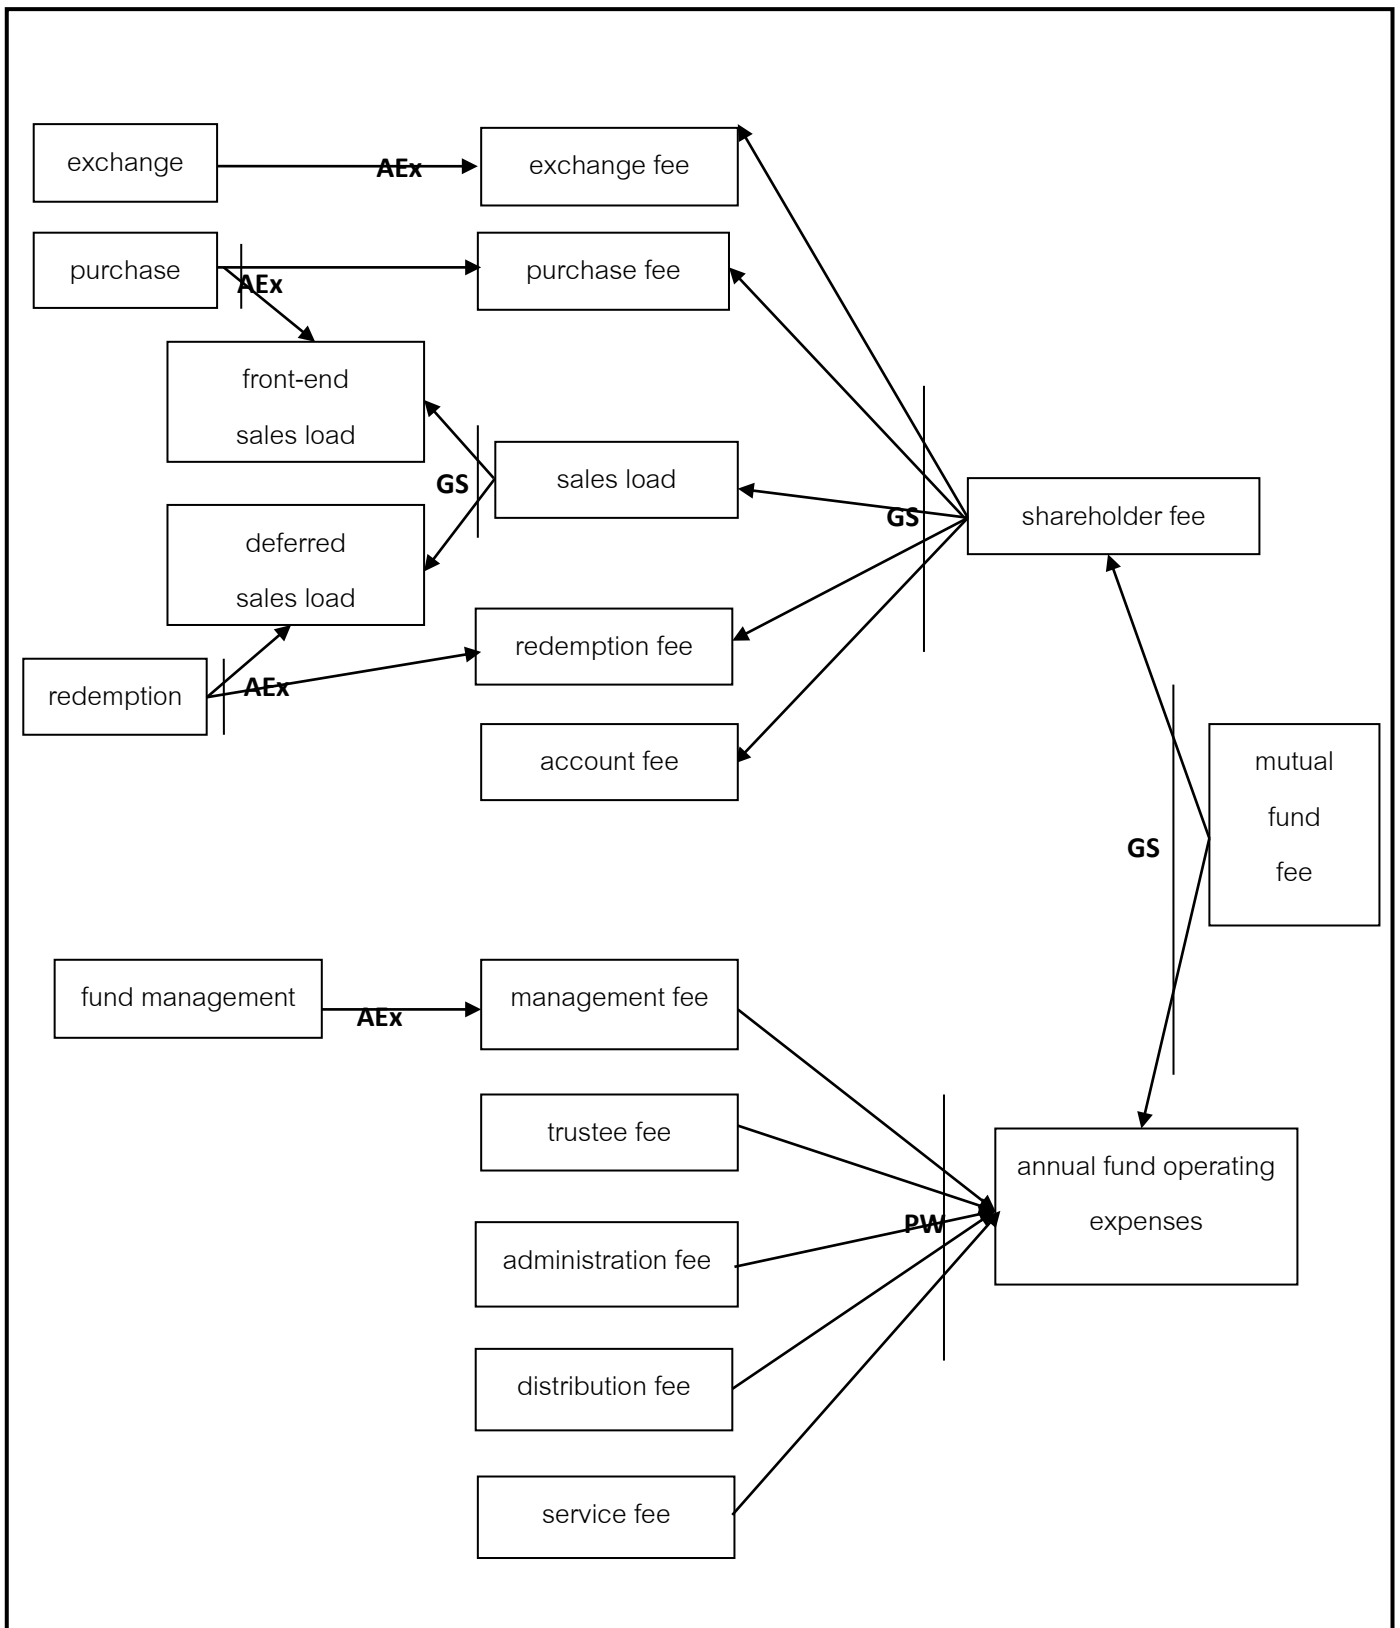 exchange
AEx
exchange fee
purchase
AEx
purchase fee
front-end
sales load
GS
sales load
GS
shareholder fee
deferred
sales load
redemption
AEx
redemption fee
account fee
mutual
fund
fee
GS
fund management
AEx
management fee
trustee fee
annual fund operating
expenses
PW
administration fee
distribution fee
service fee